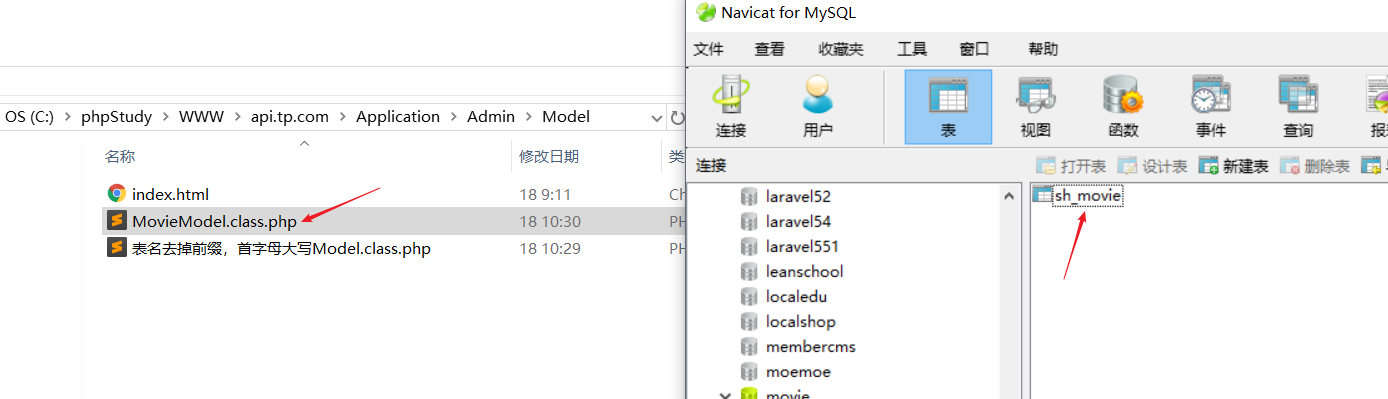 OS (C:) > phpStudy > WWW > api.tp.com > Application > Admin > Model
名称 修改日期 类
index.html 18 9:11 Ch
MovieModel.class.php 18 10:30 PH
表名去掉前缀，首字母大写Model.class.php 18 10:29 PH
Navicat for MySQL
文件 查看 收藏夹 工具 窗口 帮助
连接 用户 表 视图 函数 事件 查询 报
连接
打开表 设计表 新建表 删除表
laravel52
laravel54
laravel551
leanschool
localedu
localshop
membercms
moemoe
movie
sh_movie